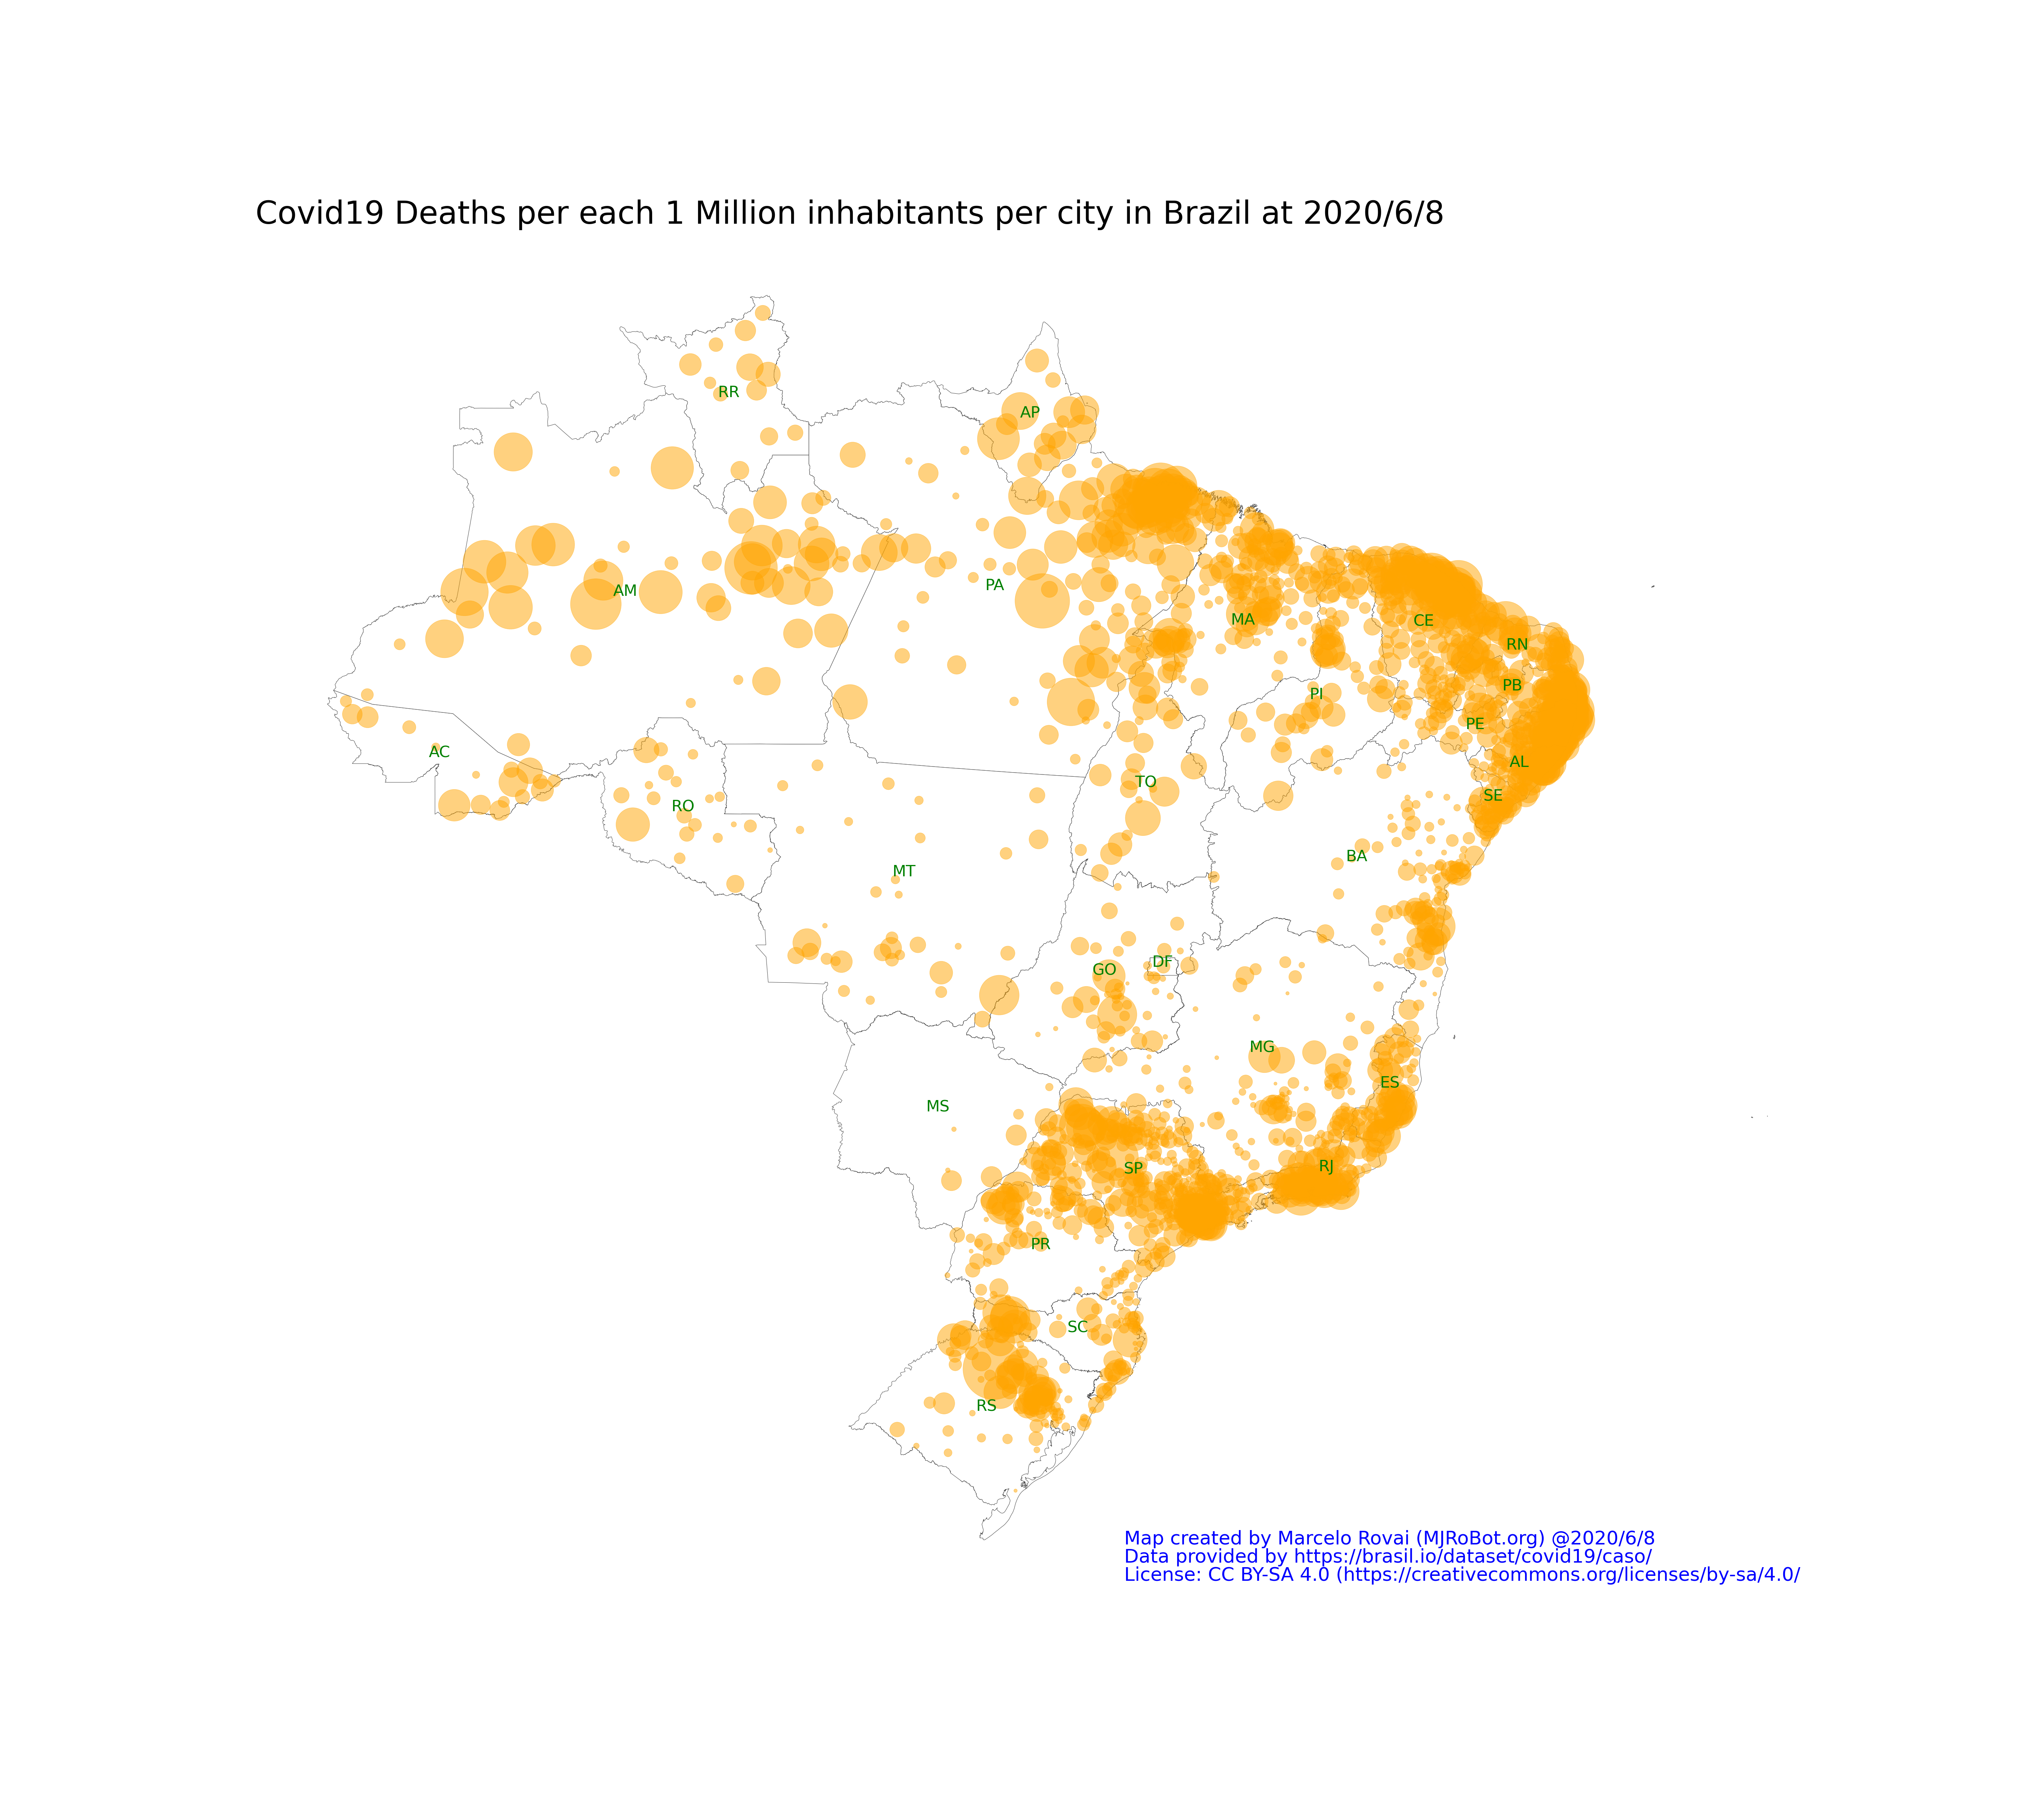 Covid19 Deaths per each 1 Million inhabitants per city in Brazil at 2020/6/8
RR
AP
AM
PA
MA
CE
RN
PI
PB
PE
AC
AL
TO
SE
RO
BA
MT
DF
GO
MG
ES
MS
RJ
SP
PR
SC
RS
Map created by Marcelo Rovai (MJRoBot.org) @2020/6/8
Data provided by https://brasil.io/dataset/covid19/caso/
License: CC BY-SA 4.0 (https://creativecommons.org/licenses/by-sa/4.0/